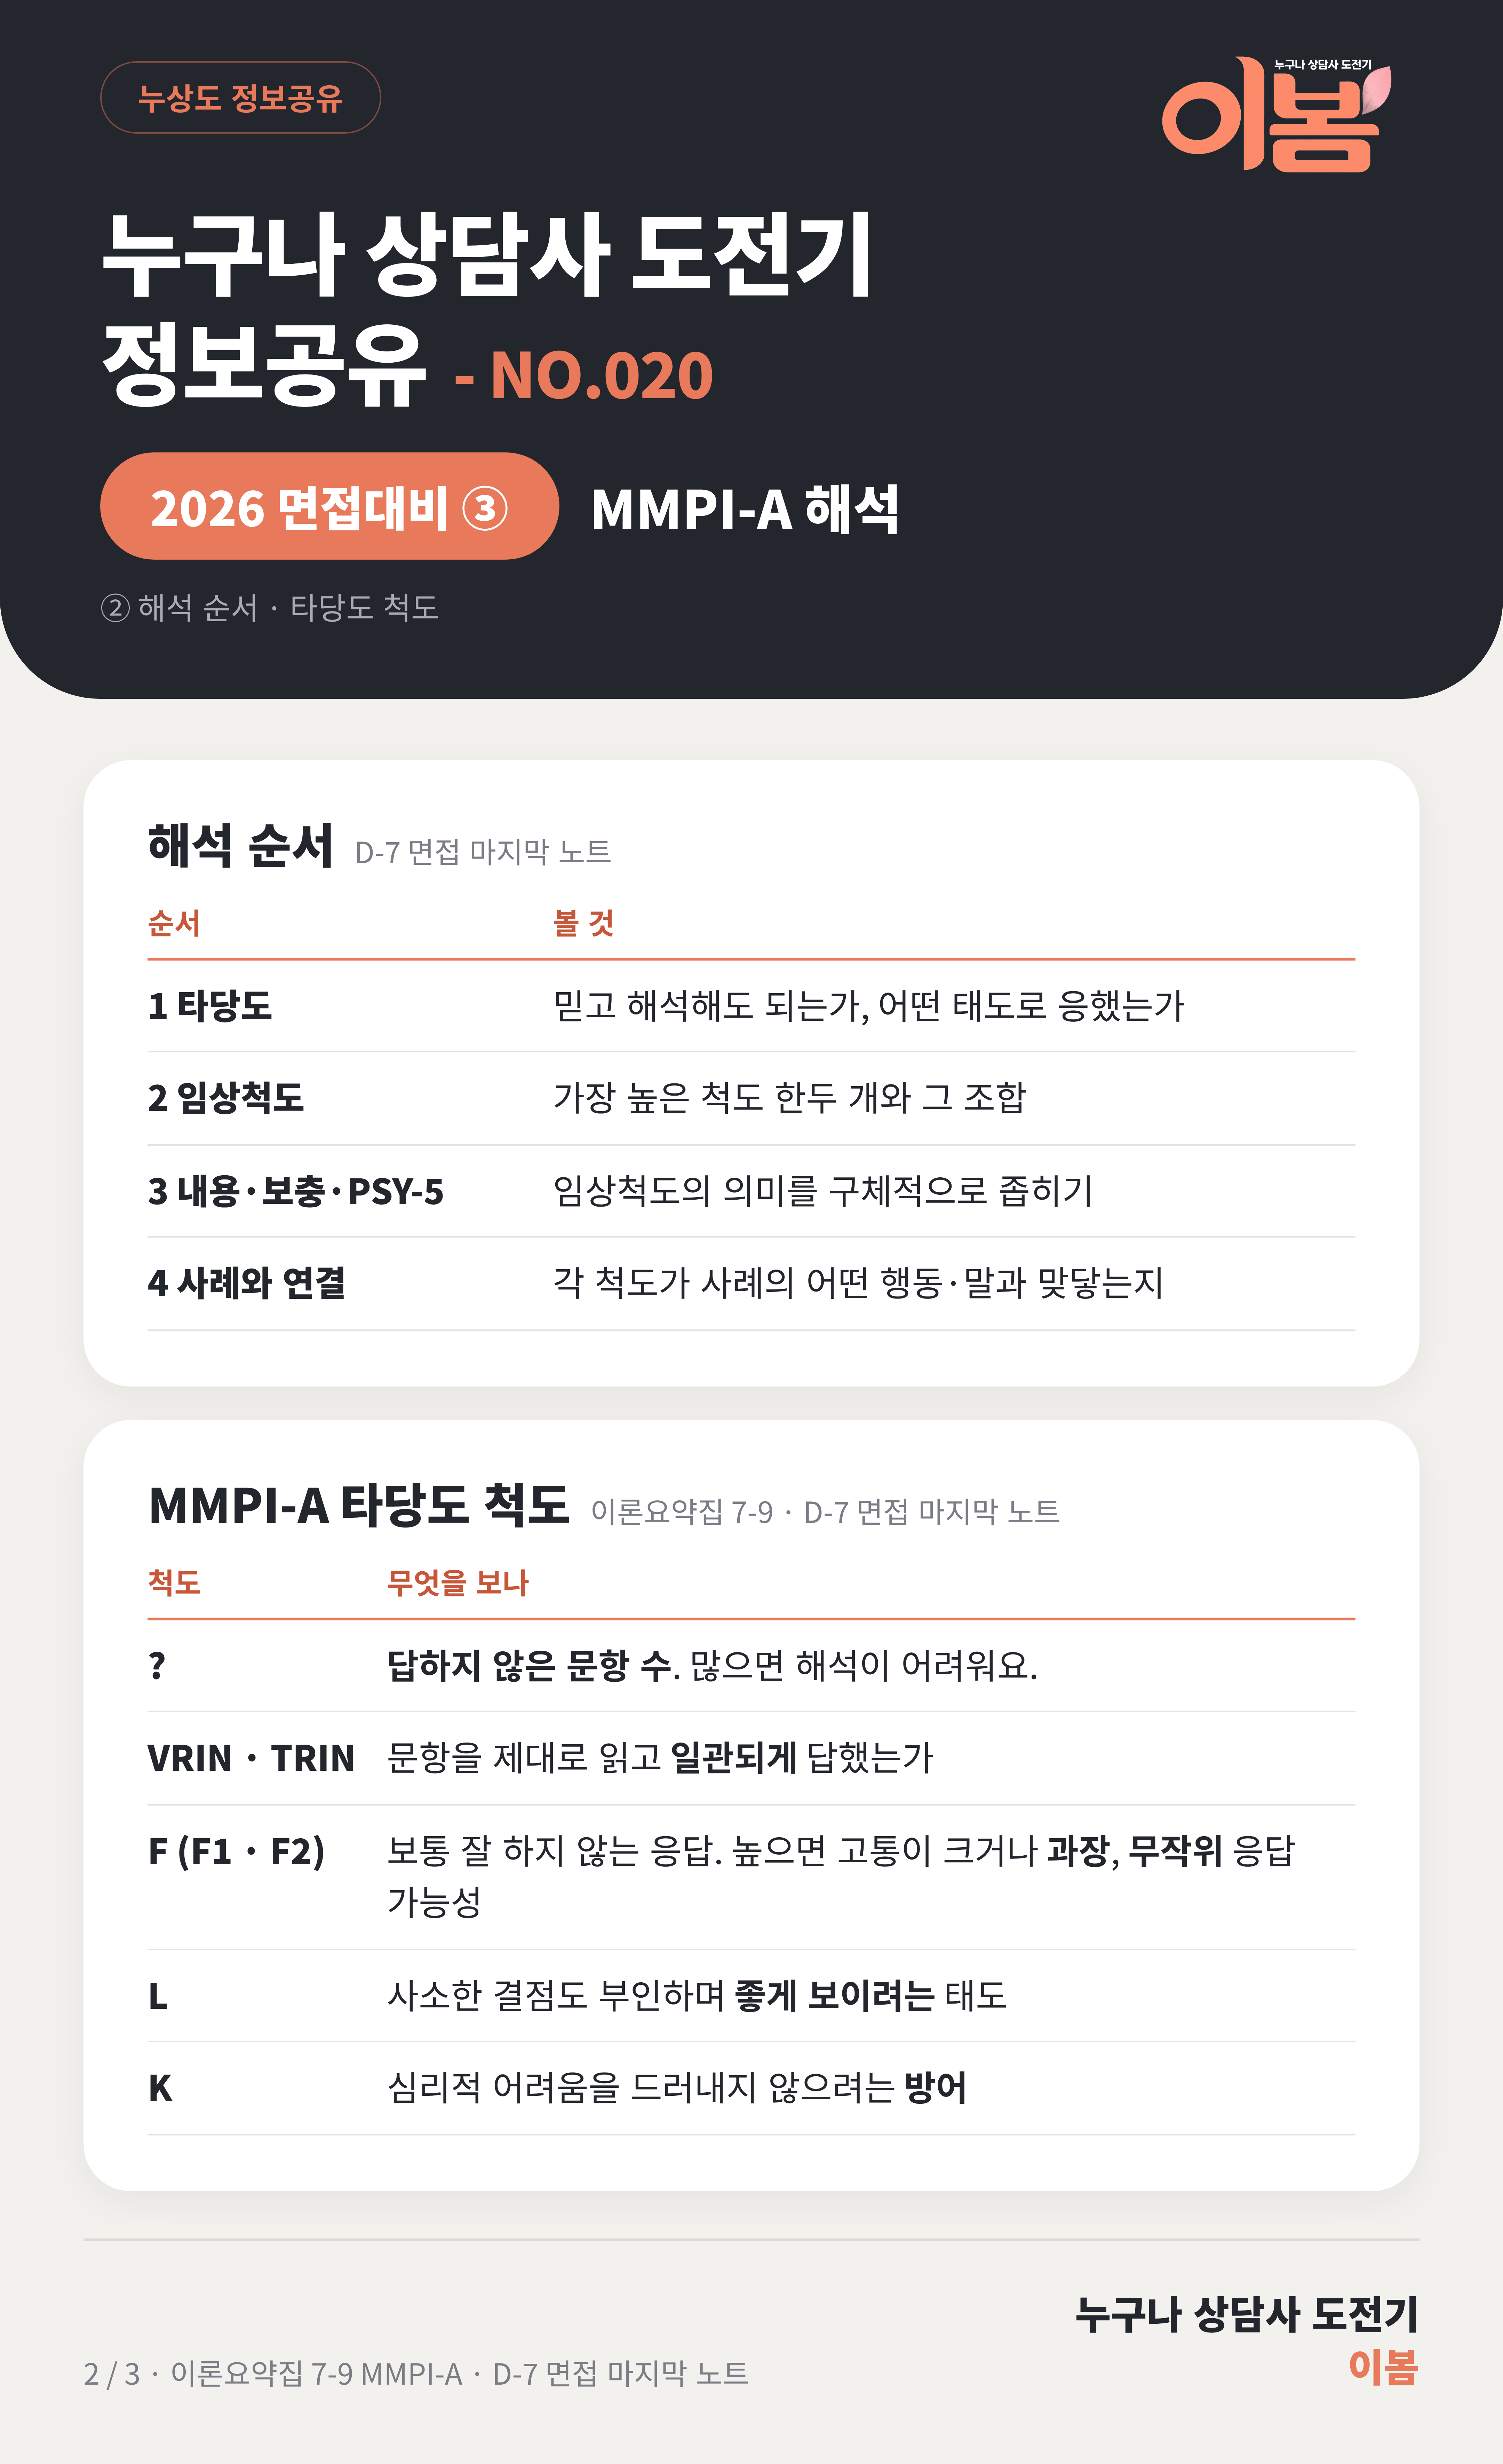 누상도 정보공유
누구나 상담사 도전기
이봄
누구나 상담사 도전기
정보공유 - NO.020
2026 면접대비 ③ MMPI-A 해석
② 해석 순서 · 타당도 척도
해석 순서 D-7 면접 마지막 노트
순서 볼 것
1 타당도 믿고 해석해도 되는가, 어떤 태도로 응했는가
2 임상척도 가장 높은 척도 한두 개와 그 조합
3 내용·보충·PSY-5 임상척도의 의미를 구체적으로 좁히기
4 사례와 연결 각 척도가 사례의 어떤 행동·말과 맞닿는지
MMPI-A 타당도 척도 이론요약집 7-9 · D-7 면접 마지막 노트
척도 무엇을 보나
? 답하지 않은 문항 수. 많으면 해석이 어려워요.
VRIN · TRIN 문항을 제대로 읽고 일관되게 답했는가
F (F1 · F2) 보통 잘 하지 않는 응답. 높으면 고통이 크거나 과장, 무작위 응답
가능성
L 사소한 결점도 부인하며 좋게 보이려는 태도
K 심리적 어려움을 드러내지 않으려는 방어
누구나 상담사 도전기
2 / 3 · 이론요약집 7-9 MMPI-A · D-7 면접 마지막 노트
이봄